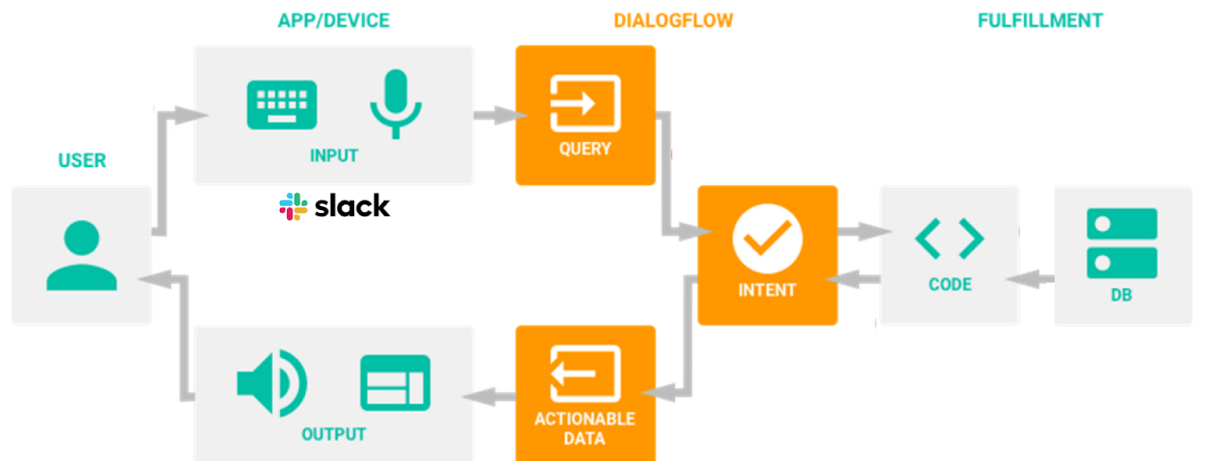 APP/DEVICE
DIALOGFLOW
FULFILLMENT
INPUT
QUERY
USER
slack
INTENT
CODE
DB
OUTPUT
ACTIONABLE
DATA